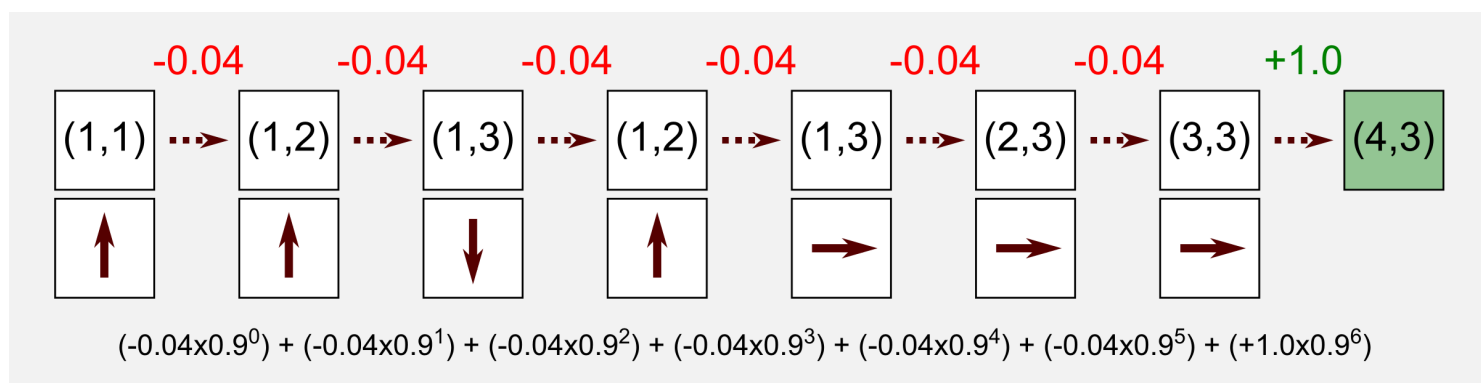 -0.04 -0.04 -0.04 -0.04 -0.04 -0.04 +1.0
(1,1) (1,2) (1,3) (1,2) (1,3) (2,3) (3,3) (4,3)
(-0.04x0.9⁰) + (-0.04x0.9¹) + (-0.04x0.9²) + (-0.04x0.9³) + (-0.04x0.9⁴) + (-0.04x0.9⁵) + (+1.0x0.9⁶)